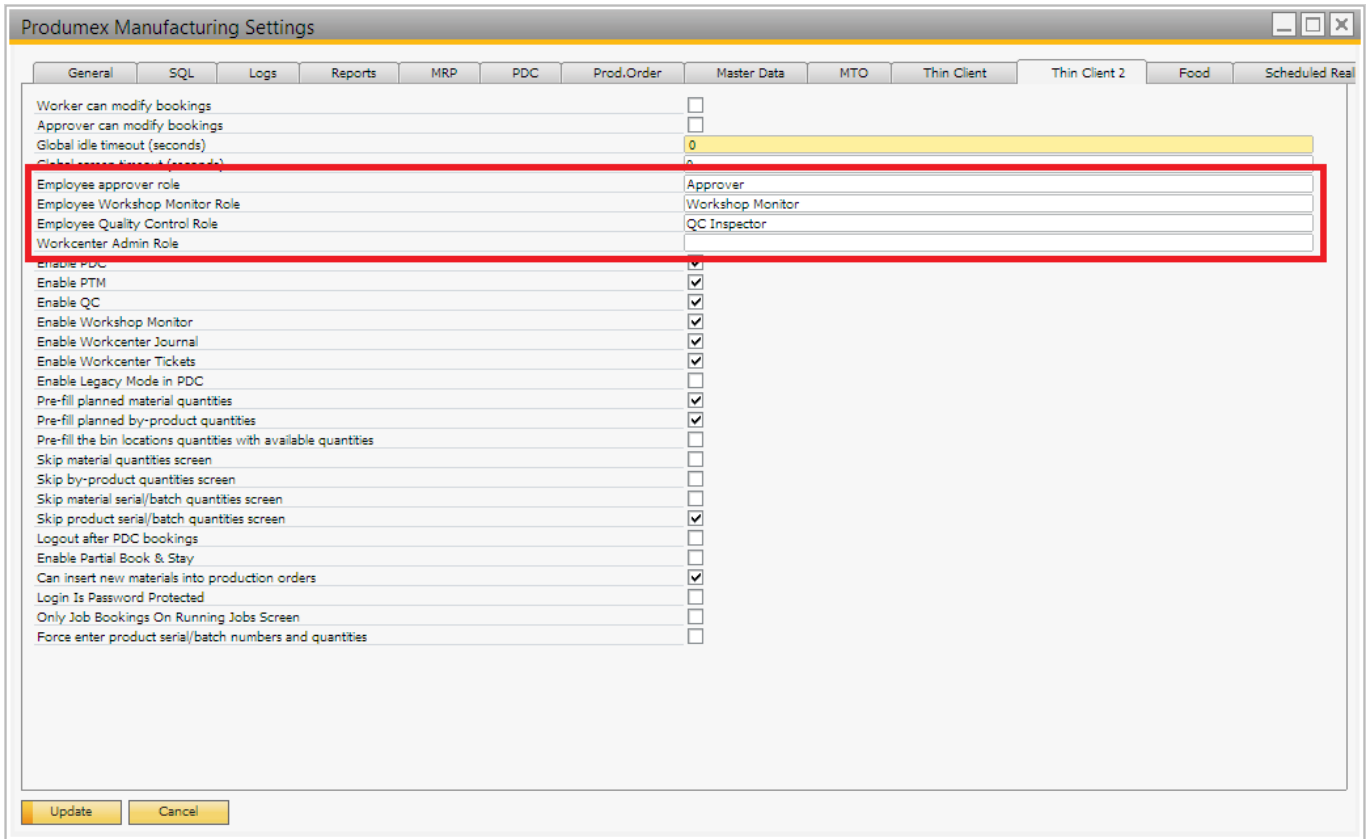 Produmex Manufacturing Settings
General SQL Logs Reports MRP PDC Prod.Order Master Data MTO Thin Client Thin Client 2 Food Scheduled Real
Worker can modify bookings
Approver can modify bookings
Global idle timeout (seconds) 0
Global screen timeout (seconds) 0
Employee approver role Approver
Employee Workshop Monitor Role Workshop Monitor
Employee Quality Control Role QC Inspector
Workcenter Admin Role
Enable PDC
Enable PTM
Enable QC
Enable Workshop Monitor
Enable Workcenter Journal
Enable Workcenter Tickets
Enable Legacy Mode in PDC
Pre-fill planned material quantities
Pre-fill planned by-product quantities
Pre-fill the bin locations quantities with available quantities
Skip material quantities screen
Skip by-product quantities screen
Skip material serial/batch quantities screen
Skip product serial/batch quantities screen
Logout after PDC bookings
Enable Partial Book & Stay
Can insert new materials into production orders
Login Is Password Protected
Only Job Bookings On Running Jobs Screen
Force enter product serial/batch numbers and quantities
Update Cancel